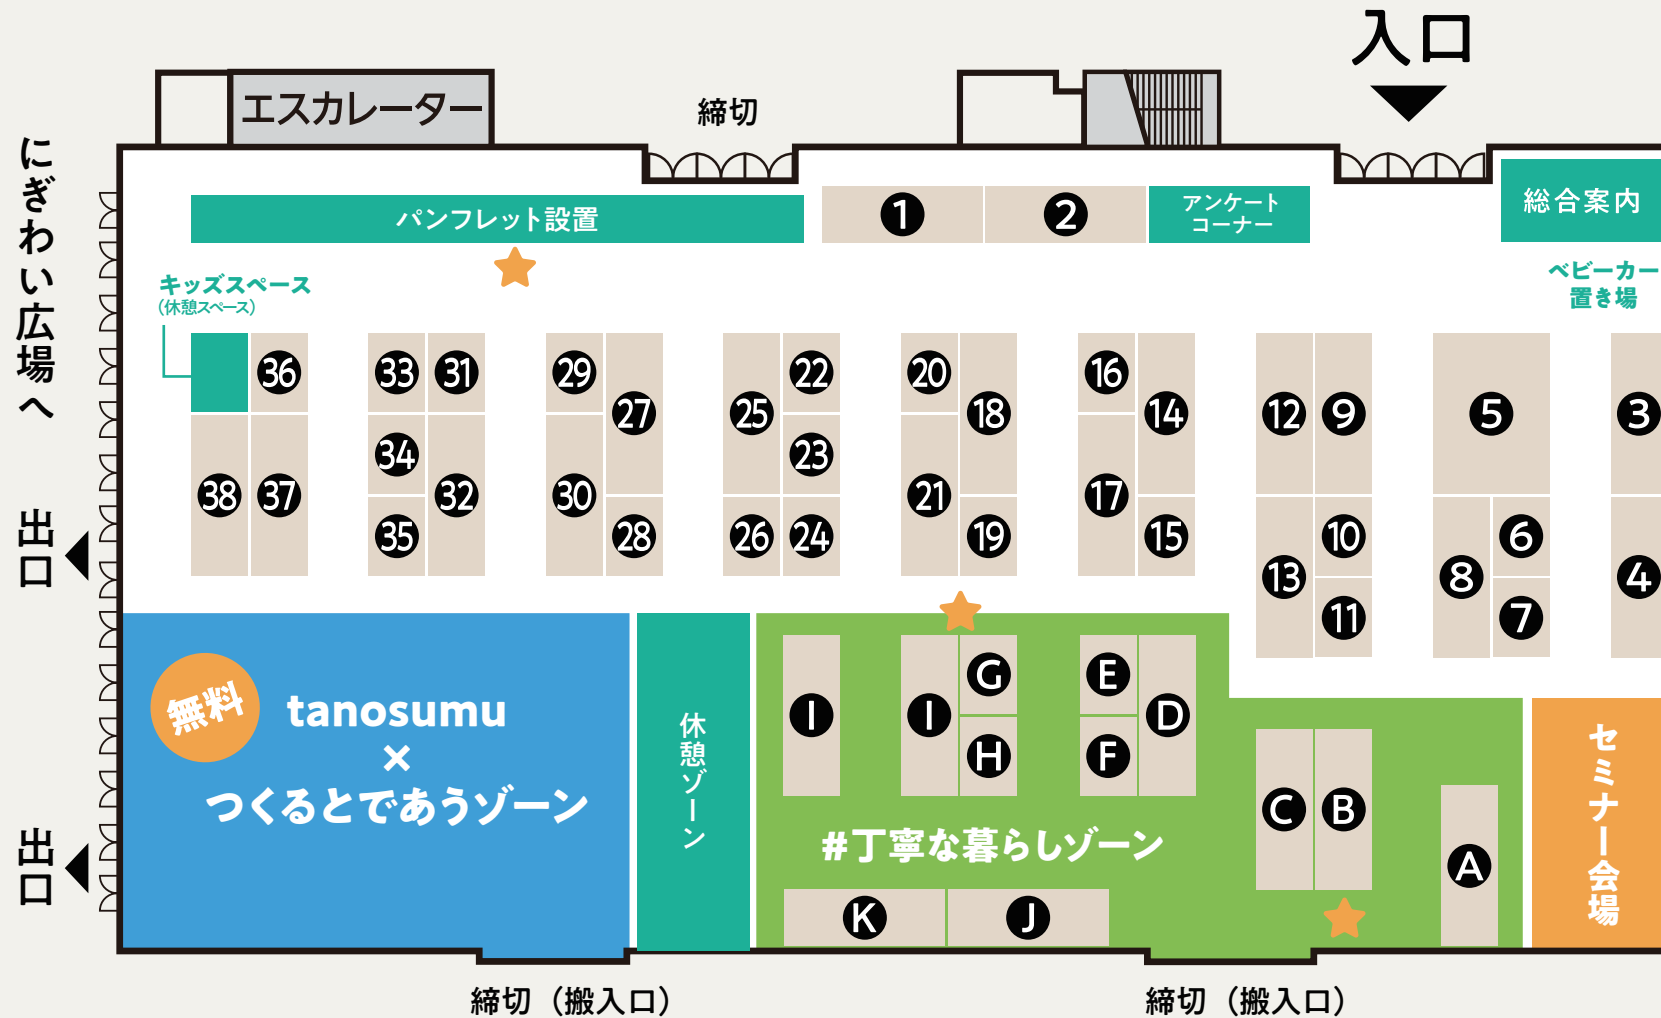 入口
エスカレーター
締切
にぎわい広場へ
パンフレット設置
1
2
アンケート
コーナー
総合案内
キッズスペース
(休憩スペース)
ベビーカー
置き場
36
33
31
29
27
25
22
20
18
16
14
12
9
5
3
34
23
38
37
32
30
21
17
35
28
26
24
19
15
13
10
11
8
6
7
4
出口
出口
無料
tanosumu
×
つくるとであうゾーン
休憩ゾーン
I
I
G
H
E
F
D
C
B
A
#丁寧な暮らしゾーン
K
J
セミナー会場
締切(搬入口)
締切(搬入口)